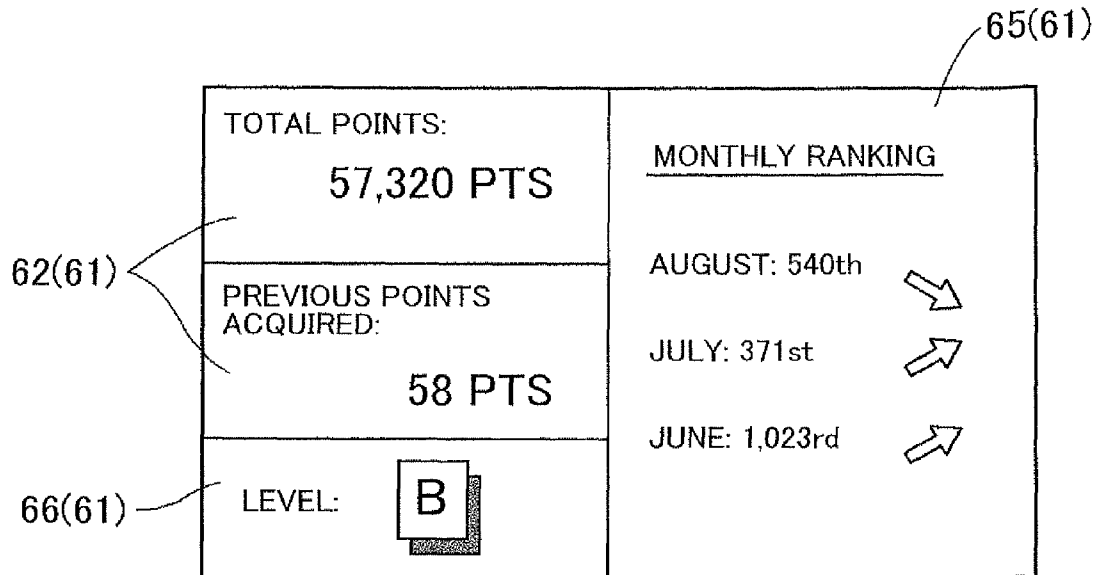 65(61)
TOTAL POINTS:
57,320 PTS
MONTHLY RANKING
62(61)
AUGUST: 540th
PREVIOUS POINTS
ACQUIRED:
58 PTS
JULY: 371st
JUNE: 1,023rd
66(61)
LEVEL: B